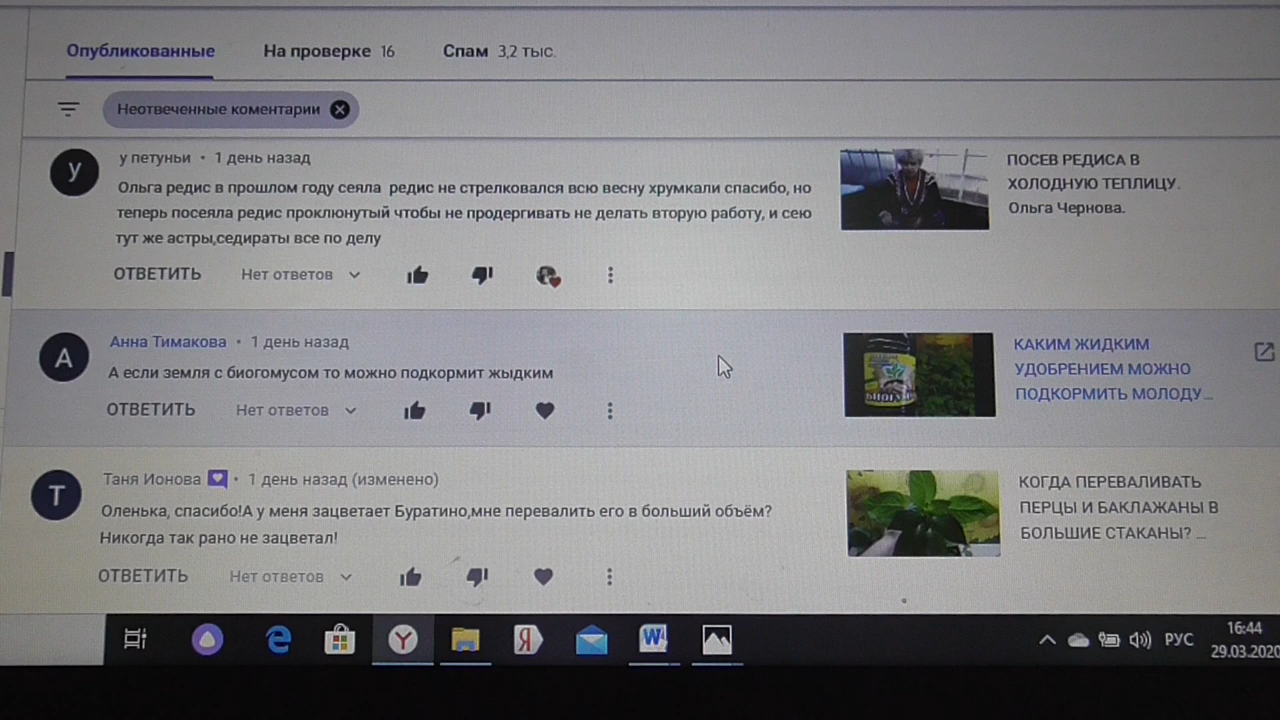 Опубликованные На проверке 16 Спам 3,2 тыс.
Неотвеченные коментарии
У
у петуньи • 1 день назад
Ольга редис в прошлом году сеяла редис не стрелковался всю весну хрумкали спасибо, но
теперь посеяла редис проклюнутый чтобы не продергивать не делать вторую работу, и сею
тут же астры,седираты все по делу
ОТВЕТИТЬ Нет ответов
ПОСЕВ РЕДИСА В
ХОЛОДНУЮ ТЕПЛИЦУ.
Ольга Чернова.
А
Анна Тимакова • 1 день назад
А если земля с биогомусом то можно подкормит жыдким
ОТВЕТИТЬ Нет ответов
КАКИМ ЖИДКИМ
УДОБРЕНИЕМ МОЖНО
ПОДКОРМИТЬ МОЛОДУ...
Т
Таня Ионова • 1 день назад (изменено)
Оленька, спасибо!А у меня зацветает Буратино,мне перевалить его в больший объём?
Никогда так рано не зацветал!
ОТВЕТИТЬ Нет ответов
КОГДА ПЕРЕВАЛИВАТЬ
ПЕРЦЫ И БАКЛАЖАНЫ В
БОЛЬШИЕ СТАКАНЫ? ...
Y Я W РУС
16:44
29.03.2020